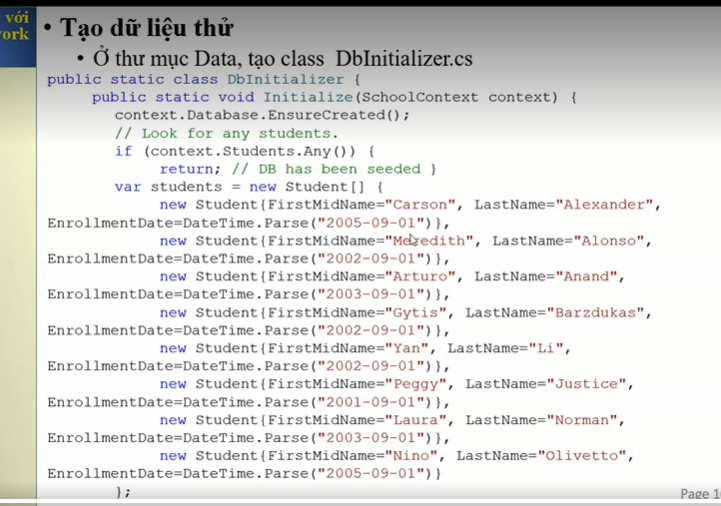 với
ork
• Tạo dữ liệu thử
• Ở thư mục Data, tạo class DbInitializer.cs
public static class DbInitializer {
public static void Initialize(SchoolContext context) {
context.Database.EnsureCreated();
// Look for any students.
if (context.Students.Any()) {
return; // DB has been seeded }
var students = new Student[] {
new Student{FirstMidName="Carson", LastName="Alexander",
EnrollmentDate=DateTime.Parse("2005-09-01")},
new Student{FirstMidName="Meredith", LastName="Alonso",
EnrollmentDate=DateTime.Parse("2002-09-01")},
new Student{FirstMidName="Arturo", LastName="Anand",
EnrollmentDate=DateTime.Parse("2003-09-01")},
new Student{FirstMidName="Gytis", LastName="Barzdukas",
EnrollmentDate=DateTime.Parse("2002-09-01")},
new Student{FirstMidName="Yan", LastName="Li",
EnrollmentDate=DateTime.Parse("2002-09-01")},
new Student{FirstMidName="Peggy", LastName="Justice",
EnrollmentDate=DateTime.Parse("2001-09-01")},
new Student{FirstMidName="Laura", LastName="Norman",
EnrollmentDate=DateTime.Parse("2003-09-01")},
new Student{FirstMidName="Nino", LastName="Olivetto",
EnrollmentDate=DateTime.Parse("2005-09-01")}
};
Page